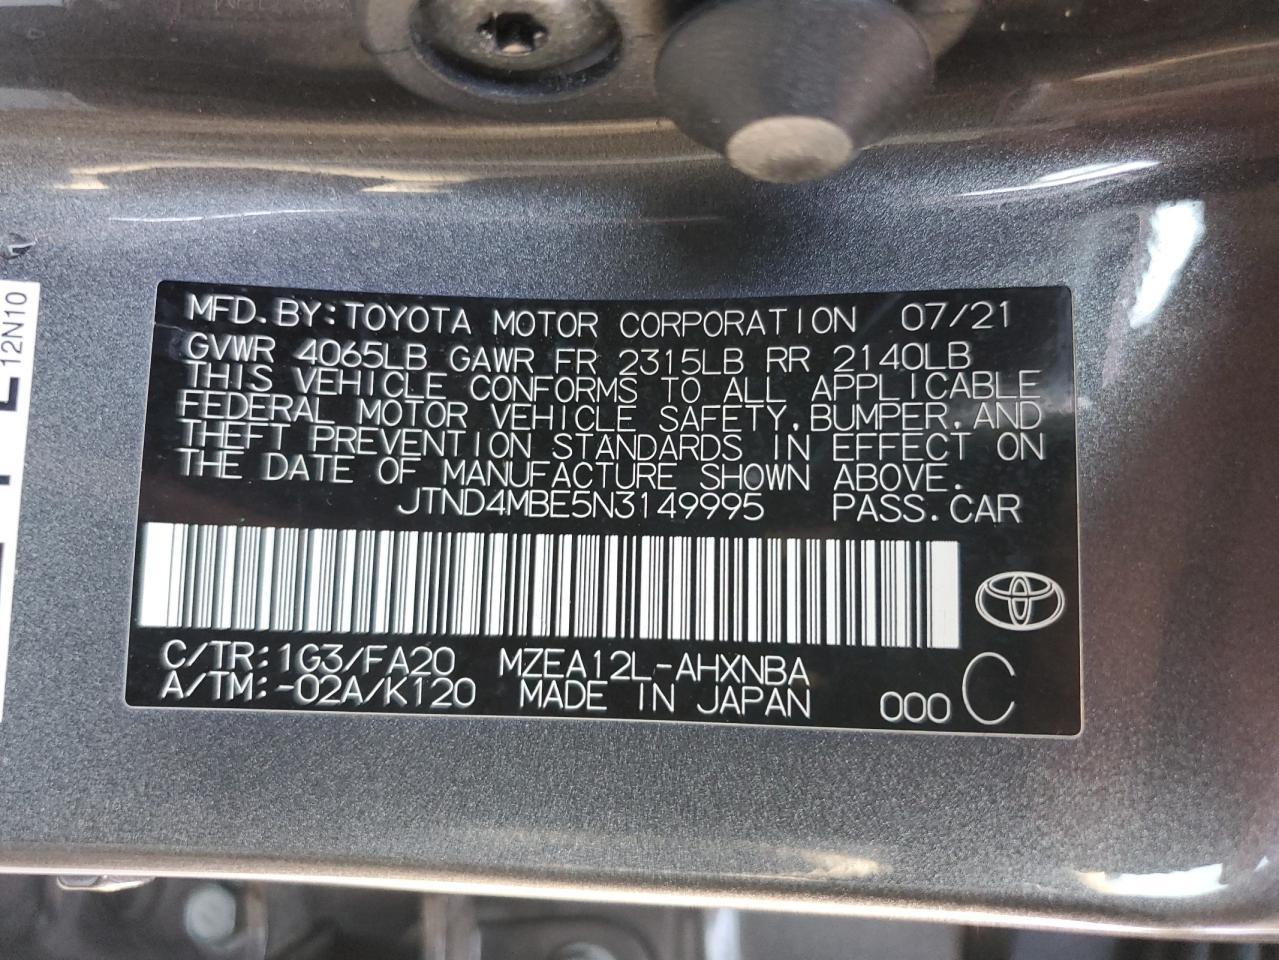 MFD.BY:TOYOTA MOTOR CORPORATION 07/21
GVWR 4065LB GAWR FR 2315LB RR 2140LB
THIS VEHICLE CONFORMS TO ALL APPLICABLE
FEDERAL MOTOR VEHICLE SAFETY,BUMPER,AND
THEFT PREVENTION STANDARDS IN EFFECT ON
THE DATE OF MANUFACTURE SHOWN ABOVE.
JTND4MBE5N3149995 PASS.CAR
C/TR:1G3/FA20 MZEA12L-AHXNBA
A/TM:-02A/K120 MADE IN JAPAN 000 C
12N10